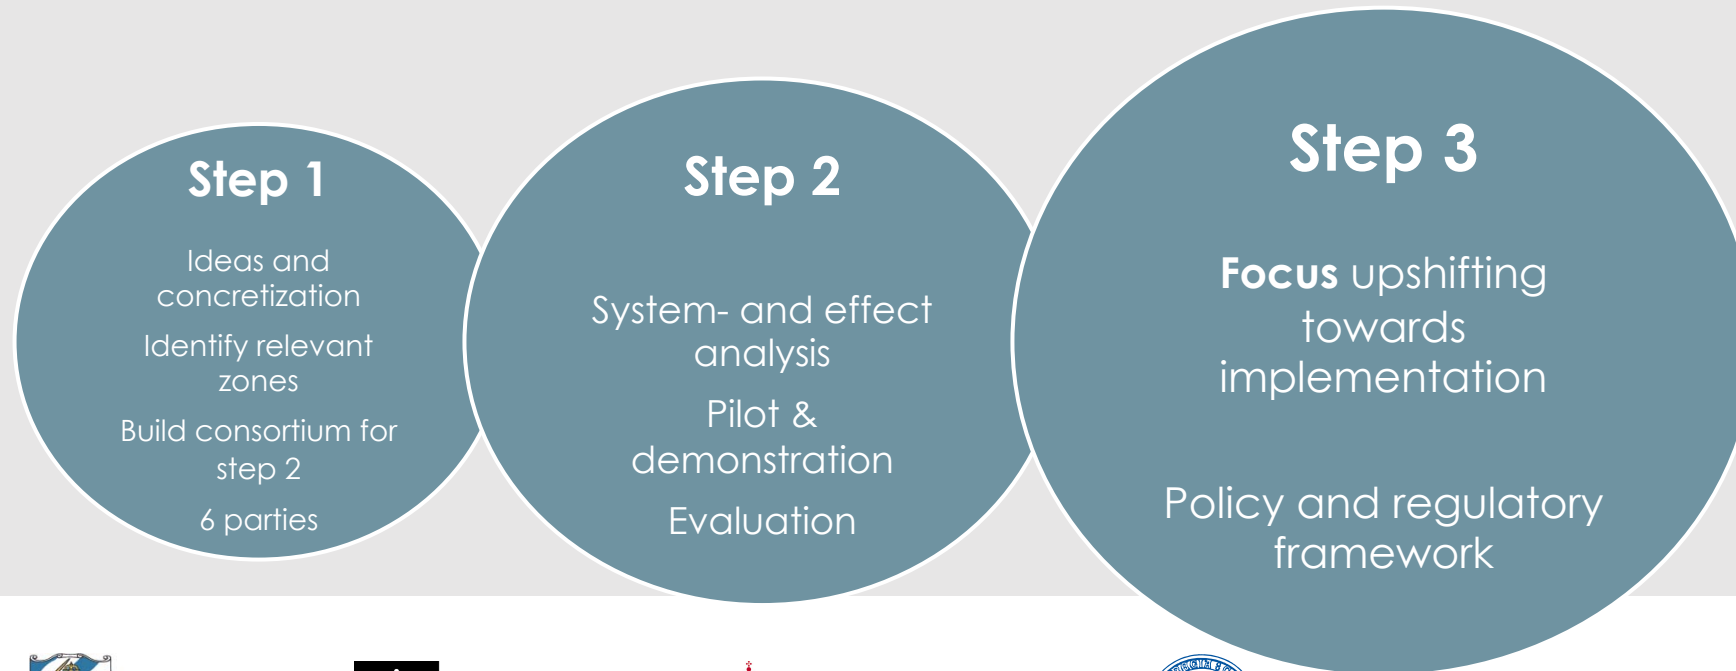 Step 1
Ideas and
concretization
Identify relevant
zones
Build consortium for
step 2
6 parties
Step 2
System- and effect
analysis
Pilot &
demonstration
Evaluation
Step 3
Focus upshifting
towards
implementation
Policy and regulatory
framework